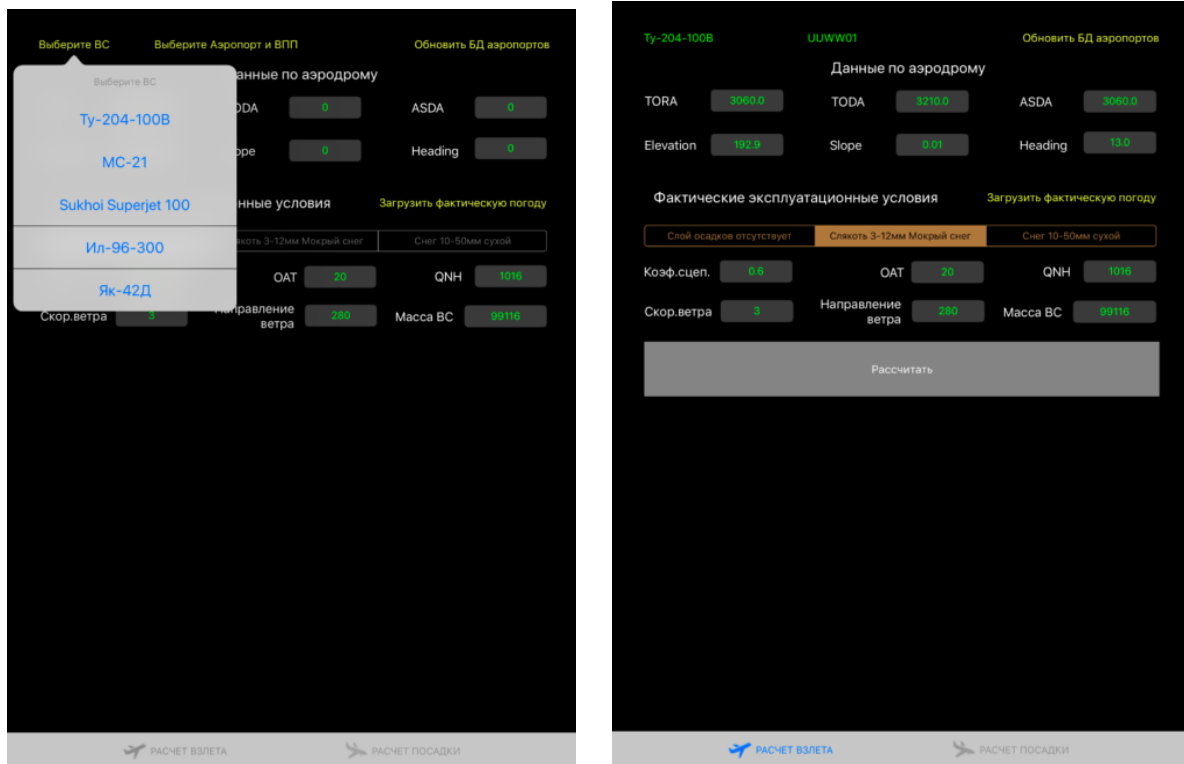 Выберите ВС Выберите Аэропорт и ВПП Обновить БД аэропортов
Выберите ВС
Ту-204-100В
МС-21
Sukhoi Superjet 100
Ил-96-300
Як-42Д
анные по аэродрому
ODA 0 ASDA 0
ope 0 Heading 0
нные условия Загрузить фактическую погоду
якоть 3-12мм Мокрый снег Снег 10-50мм сухой
OAT 20 QNH 1016
Скор.ветра 3 Направление ветра 280 Масса ВС 99116
РАСЧЕТ ВЗЛЕТА РАСЧЕТ ПОСАДКИ
Ту-204-100В UUWW01 Обновить БД аэропортов
Данные по аэродрому
TORA 3060.0 TODA 3210.0 ASDA 3060.0
Elevation 192.9 Slope 0.01 Heading 13.0
Фактические эксплуатационные условия Загрузить фактическую погоду
Слой осадков отсутствует Слякоть 3-12мм Мокрый снег Снег 10-50мм сухой
Коэф.сцеп. 0.6 OAT 20 QNH 1016
Скор.ветра 3 Направление ветра 280 Масса ВС 99116
Рассчитать
РАСЧЕТ ВЗЛЕТА РАСЧЕТ ПОСАДКИ